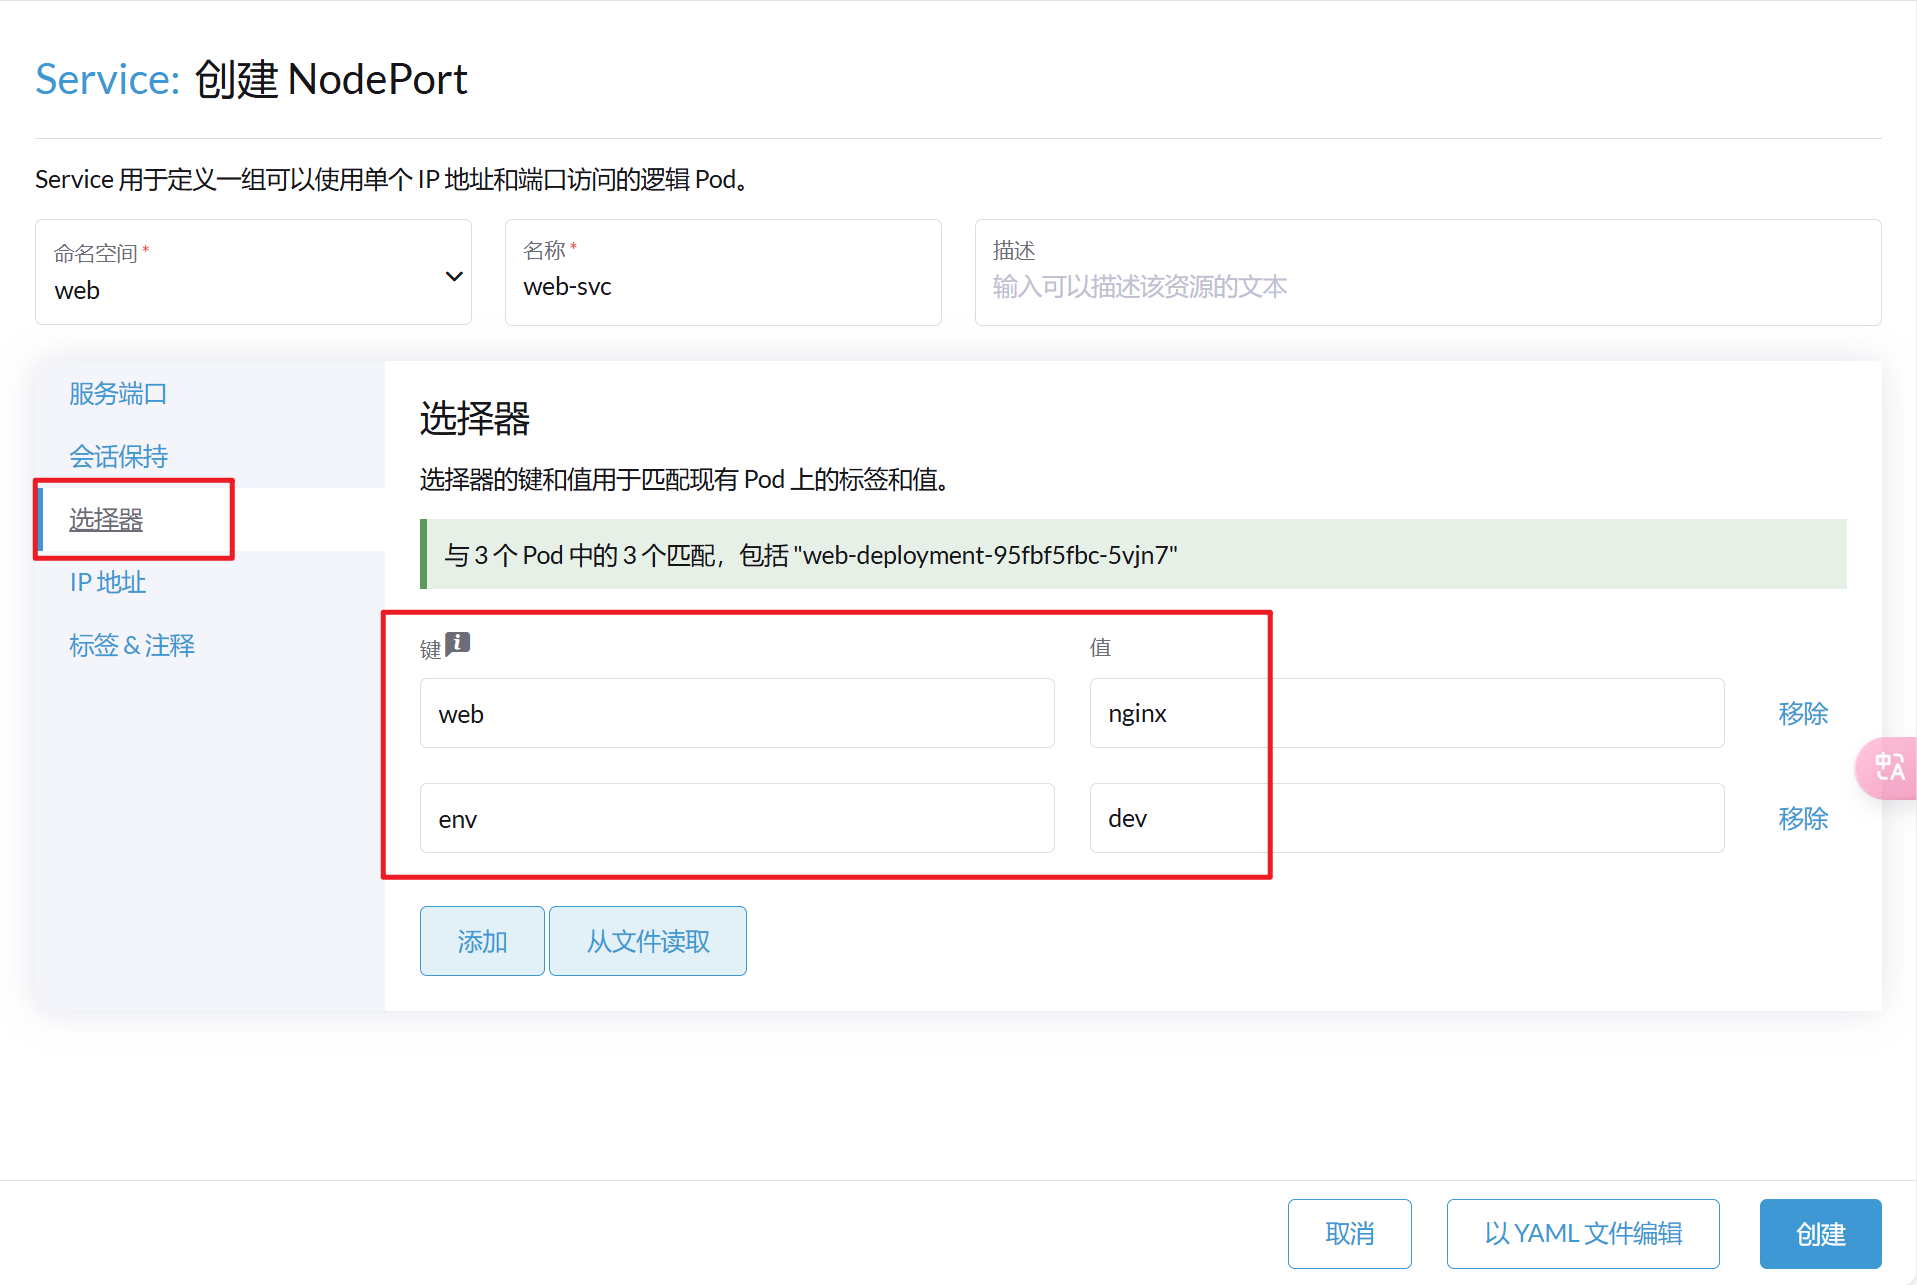 Service: 创建 NodePort
Service 用于定义一组可以使用单个 IP 地址和端口访问的逻辑 Pod。
命名空间 *
web
名称 *
web-svc
描述
输入可以描述该资源的文本
服务端口
会话保持
选择器
IP 地址
标签 & 注释
选择器
选择器的键和值用于匹配现有 Pod 上的标签和值。
与 3 个 Pod 中的 3 个匹配，包括 "web-deployment-95fbf5fbc-5vjn7"
键 值
web nginx 移除
env dev 移除
添加 从文件读取
取消 以 YAML 文件编辑 创建